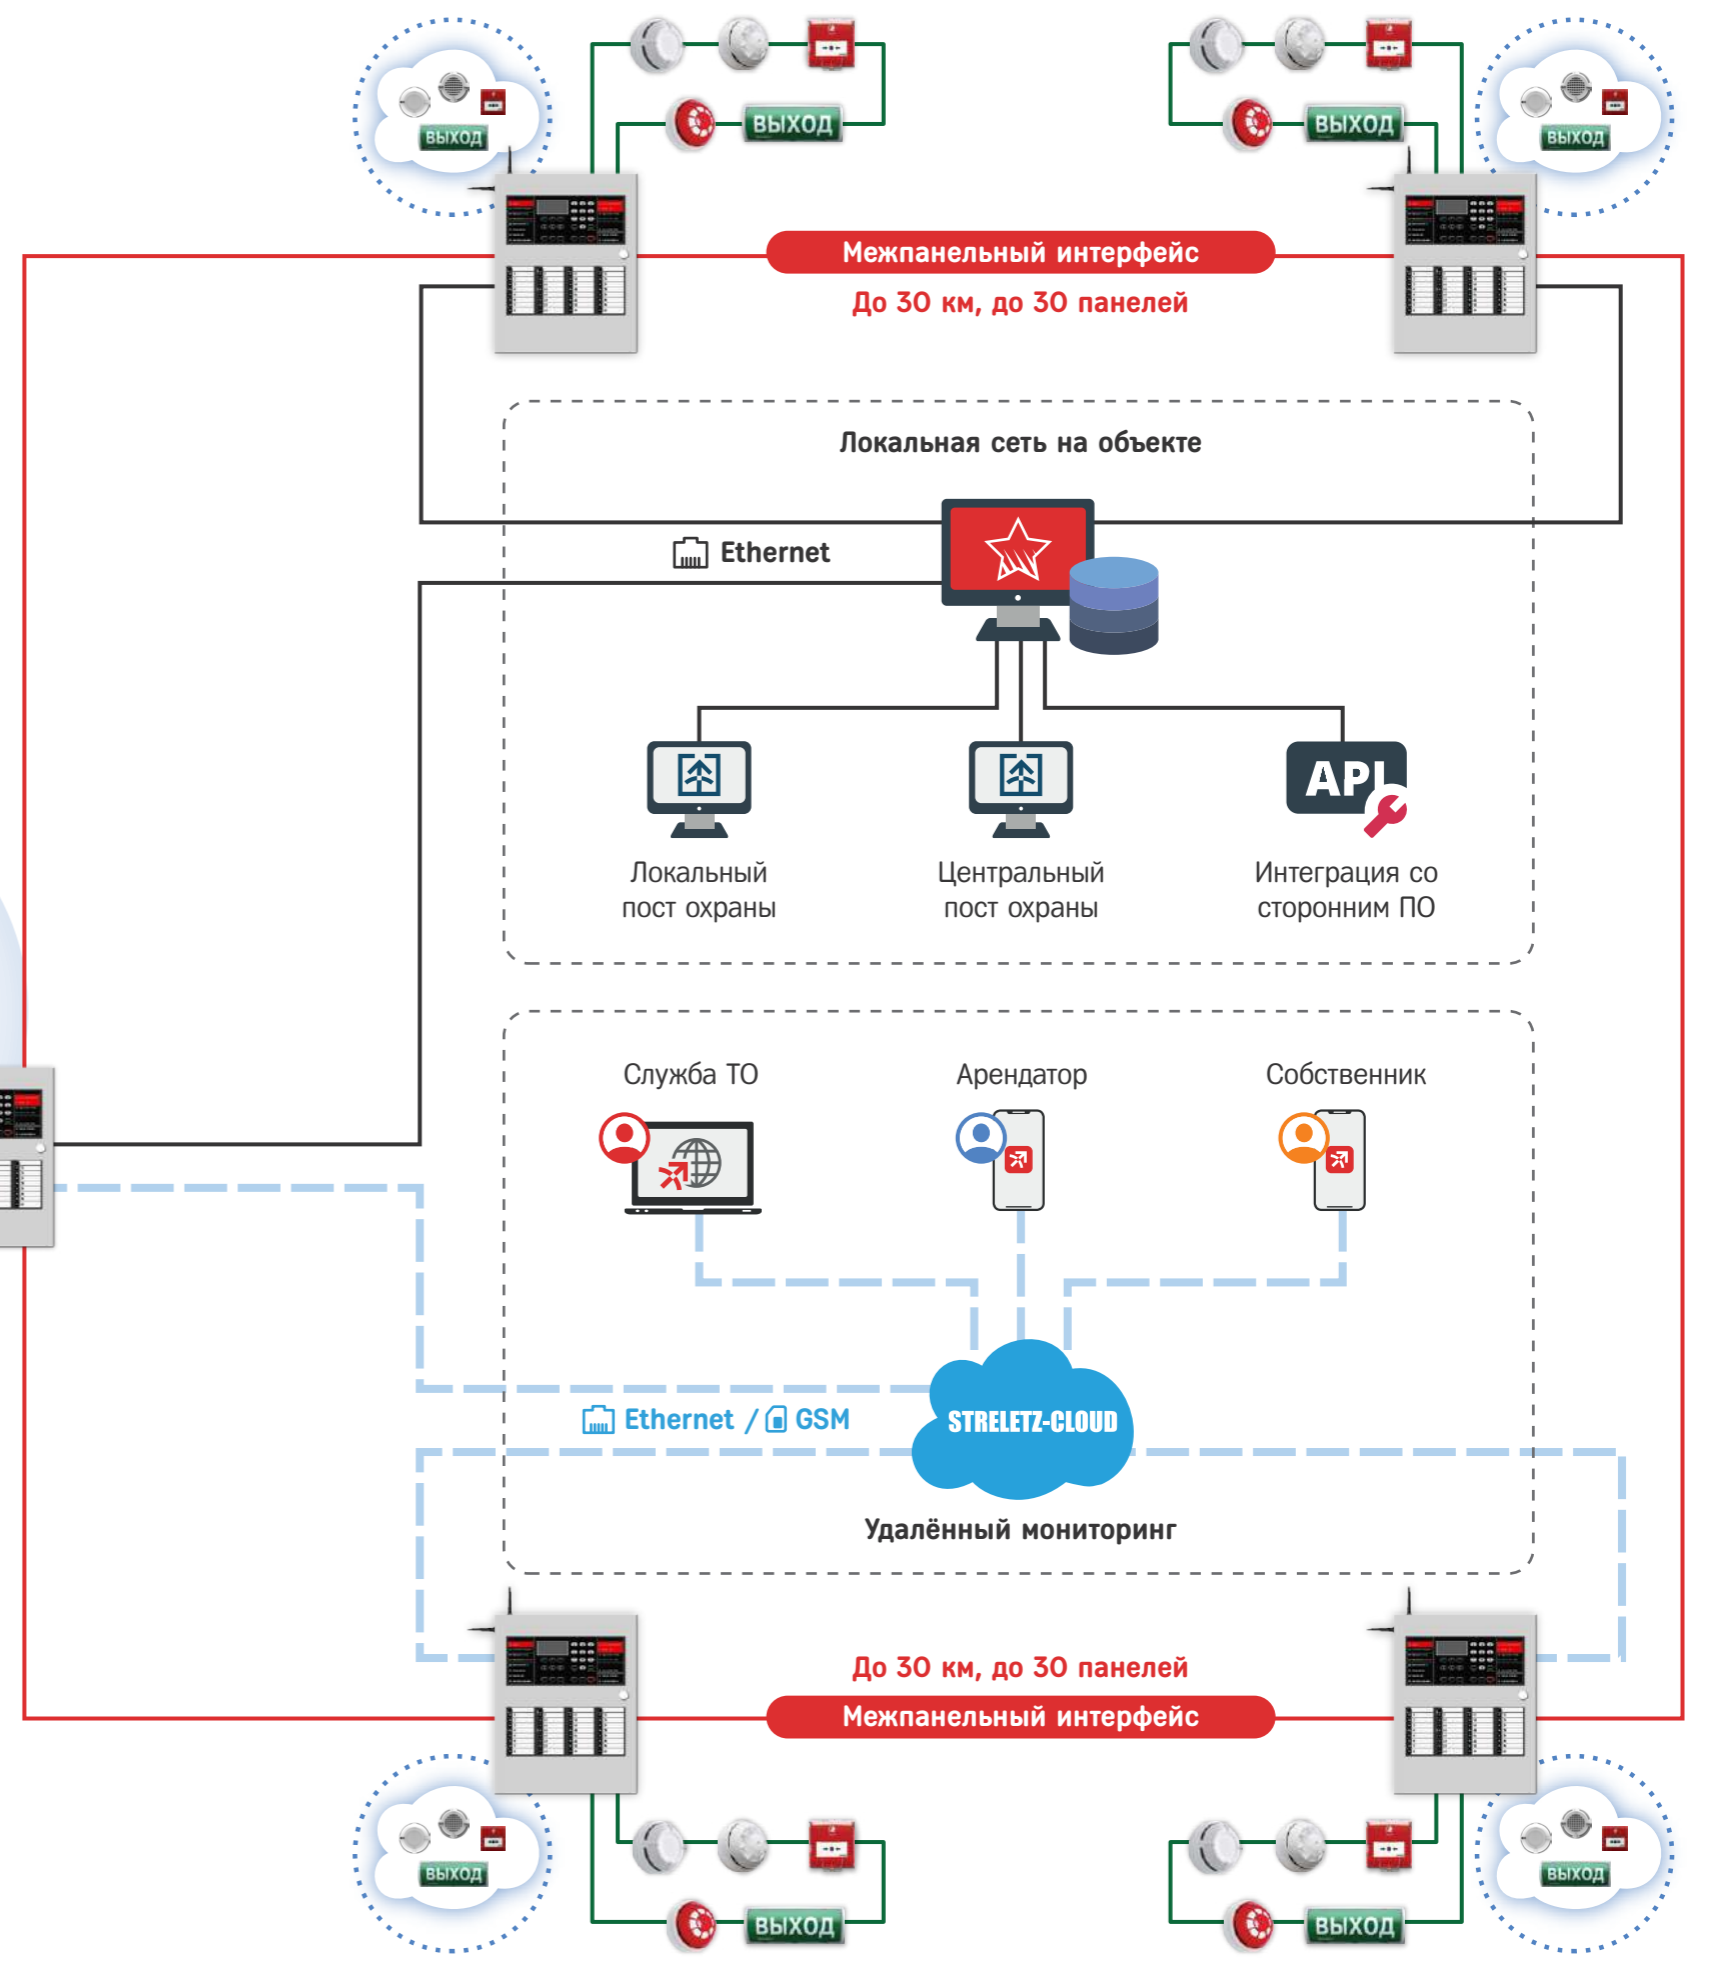 ВЫХОД
ВЫХОД
ВЫХОД
ВЫХОД
Межпанельный интерфейс
До 30 км, до 30 панелей
Локальная сеть на объекте
Ethernet
API
Локальный
пост охраны
Центральный
пост охраны
Интеграция со
сторонним ПО
Служба ТО
Арендатор
Собственник
Ethernet / GSM
STRELETZ-CLOUD
Удалённый мониторинг
До 30 км, до 30 панелей
Межпанельный интерфейс
ВЫХОД
ВЫХОД
ВЫХОД
ВЫХОД